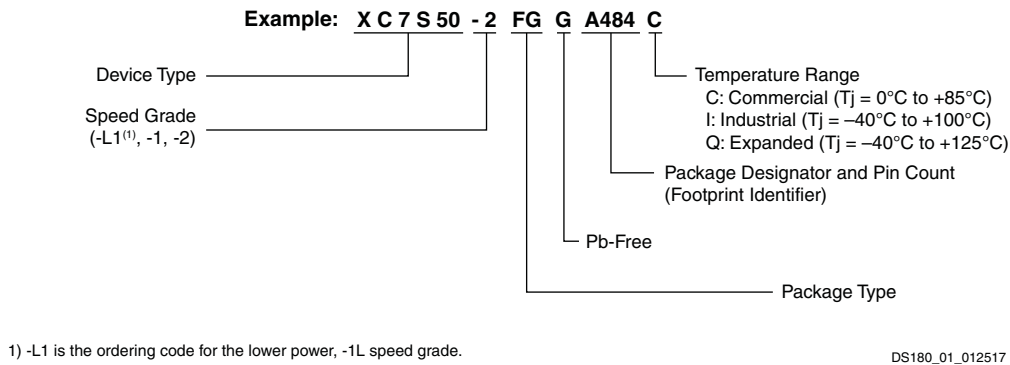 Example: X C 7 S 50 - 2 FG G A484 C
Device Type
Speed Grade
(-L1(1), -1, -2)
Temperature Range
C: Commercial (Tj = 0°C to +85°C)
I: Industrial (Tj = –40°C to +100°C)
Q: Expanded (Tj = –40°C to +125°C)
Package Designator and Pin Count
(Footprint Identifier)
Pb-Free
Package Type
1) -L1 is the ordering code for the lower power, -1L speed grade.
DS180_01_012517